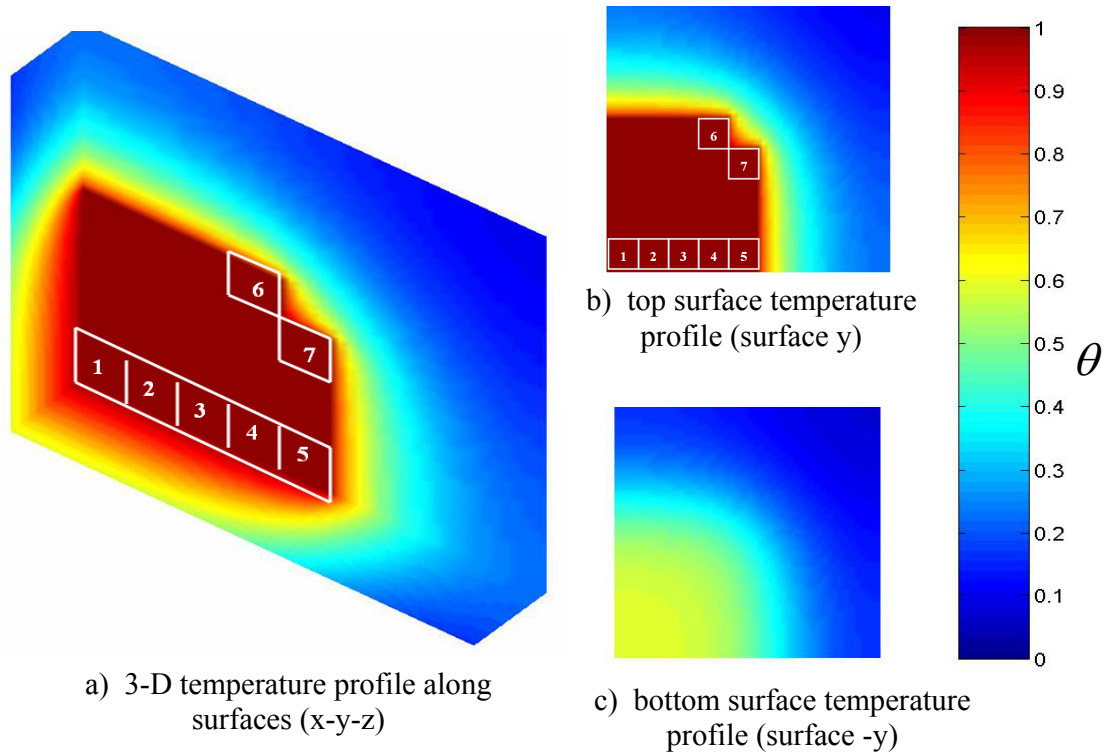 6
7
1 2 3 4 5
a) 3-D temperature profile along
surfaces (x-y-z)
6
7
1 2 3 4 5
b) top surface temperature
profile (surface y)
c) bottom surface temperature
profile (surface -y)
1
0.9
0.8
0.7
0.6
0.5
0.4
0.3
0.2
0.1
0
θ